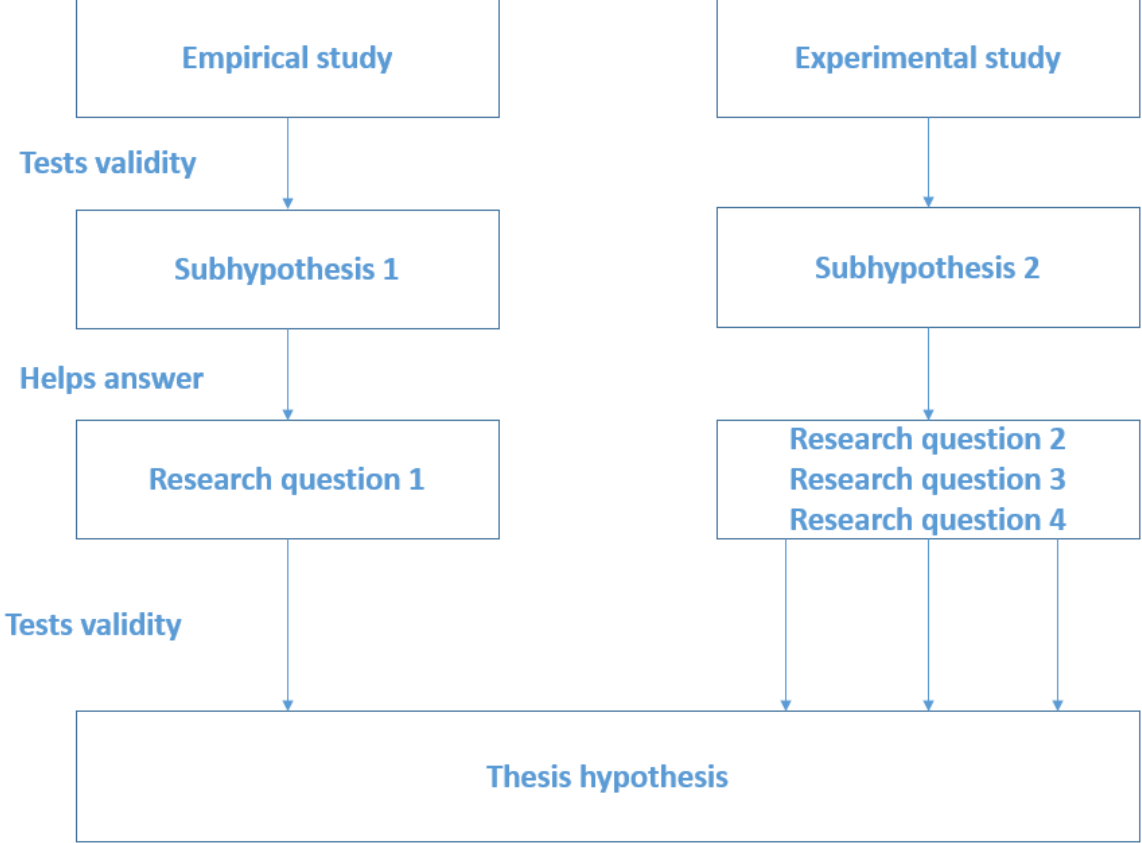 Empirical study
Experimental study
Tests validity
Subhypothesis 1
Subhypothesis 2
Helps answer
Research question 1
Research question 2
Research question 3
Research question 4
Tests validity
Thesis hypothesis